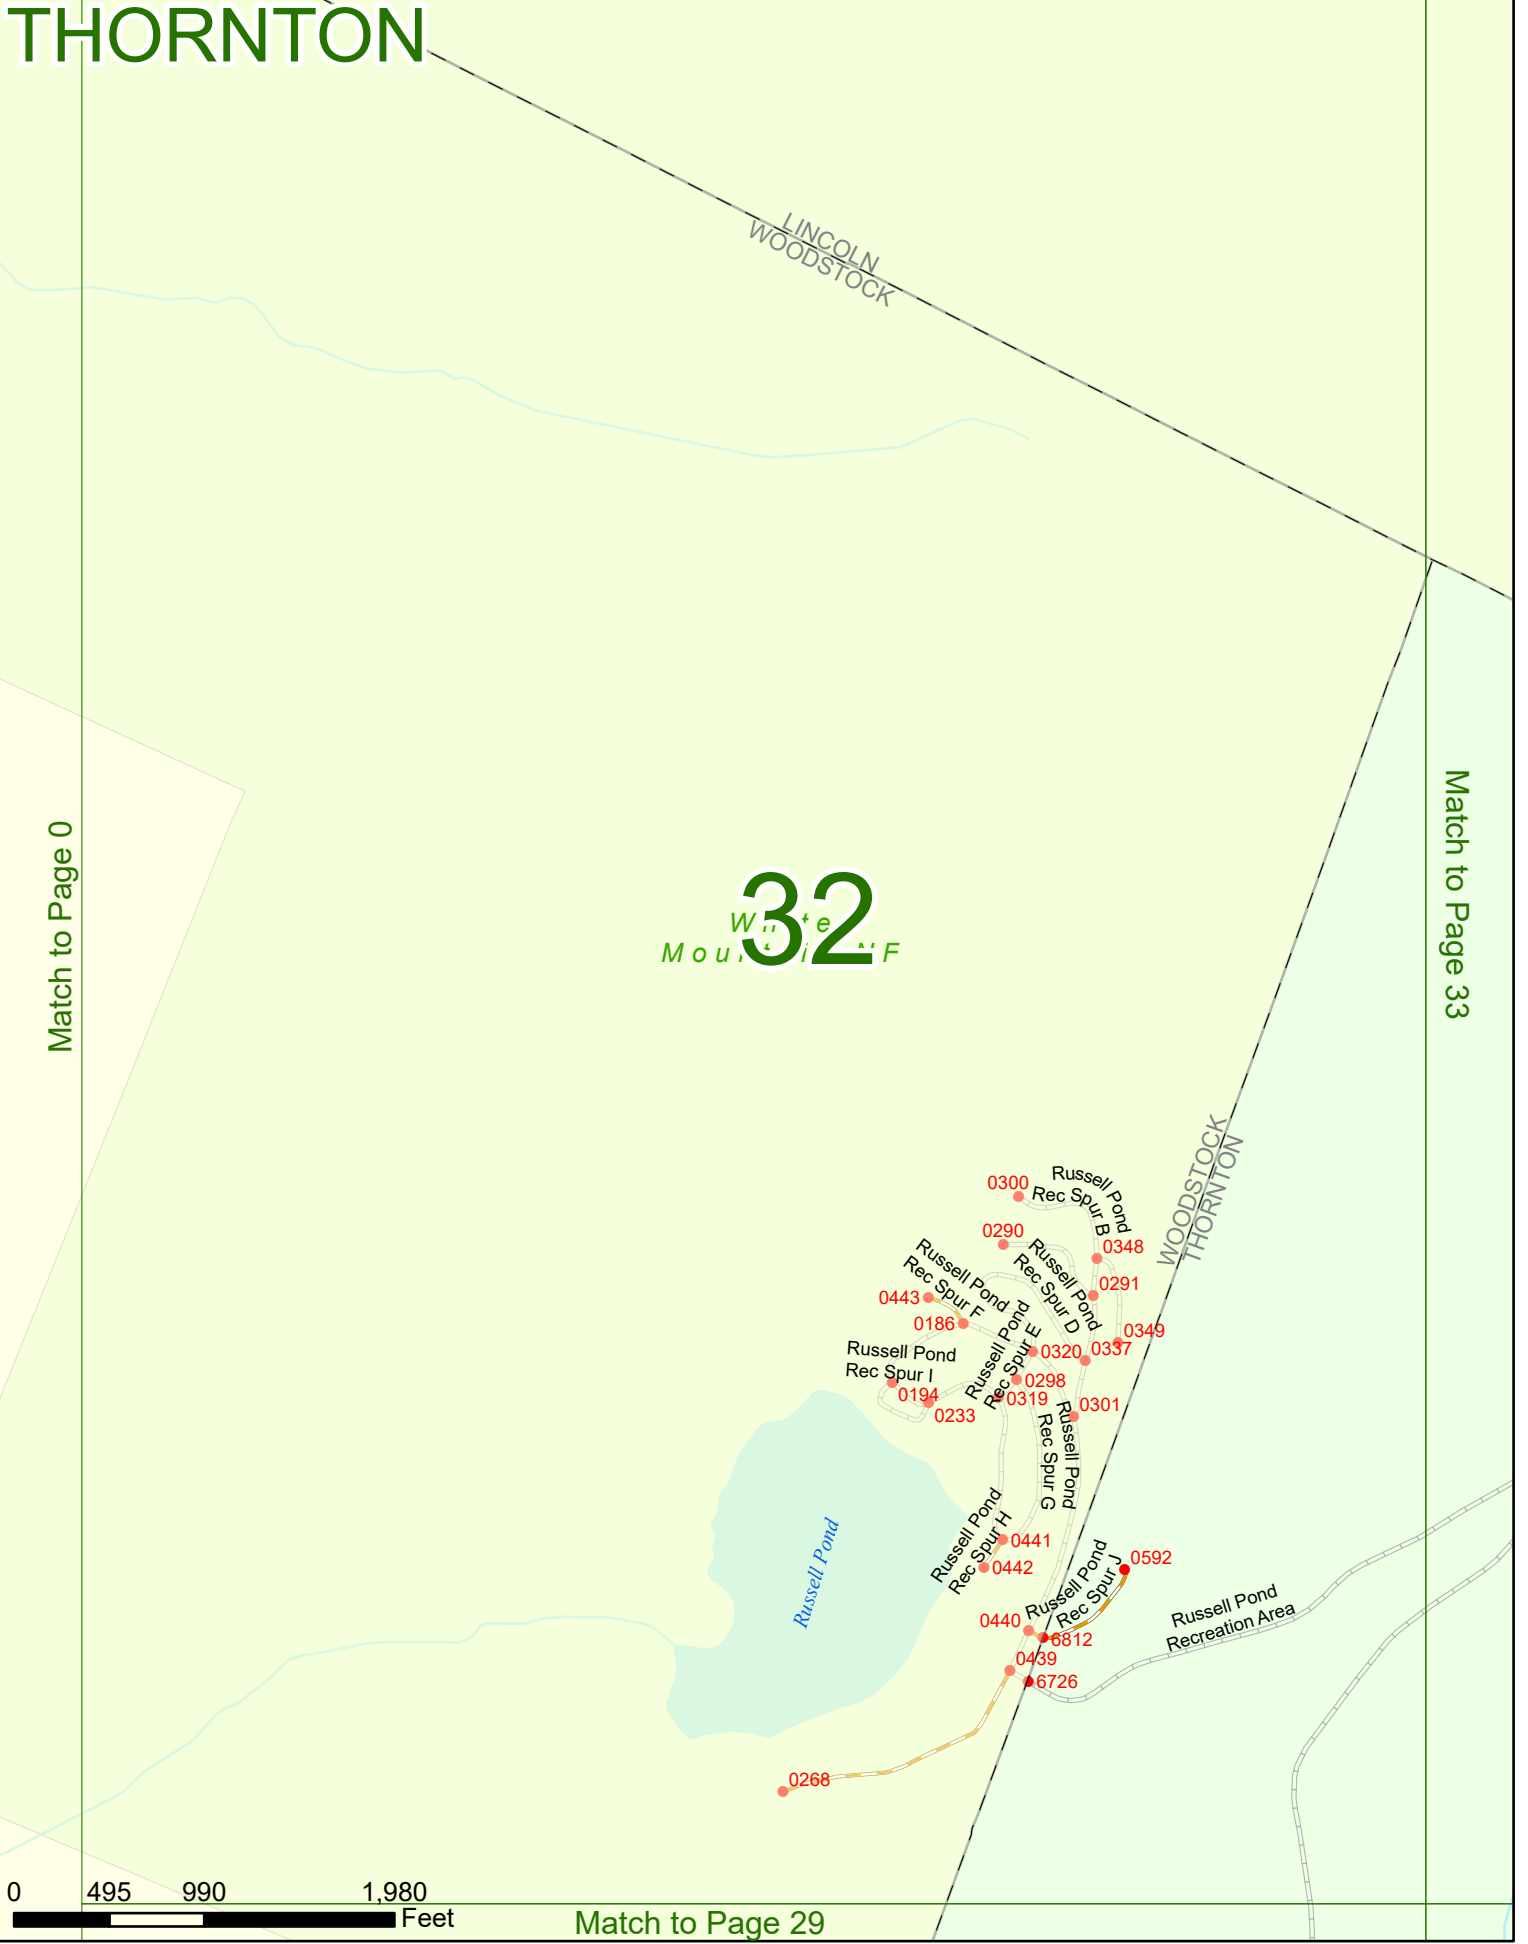 THORNTON
LINCOLN
WOODSTOCK
Match to Page 0
Match to Page 33
32
WOODSTOCK
THORNTON
0300
Russell Pond
Rec Spur B
0290
0348
Russell Pond
Rec Spur D
0291
Russell Pond
Rec Spur F
0443
0186
0349
0337
0320
Russell Pond
Rec Spur E
Russell Pond
Rec Spur I
0298
0194
0319
0233
0301
Russell Pond
Rec Spur G
Russell Pond
Rec Spur H
0441
0442
Russell Pond
Russell Pond
Rec Spur J
0592
Russell Pond
Recreation Area
0440
6812
0439
6726
0268
0 495 990 1,980
Feet
Match to Page 29